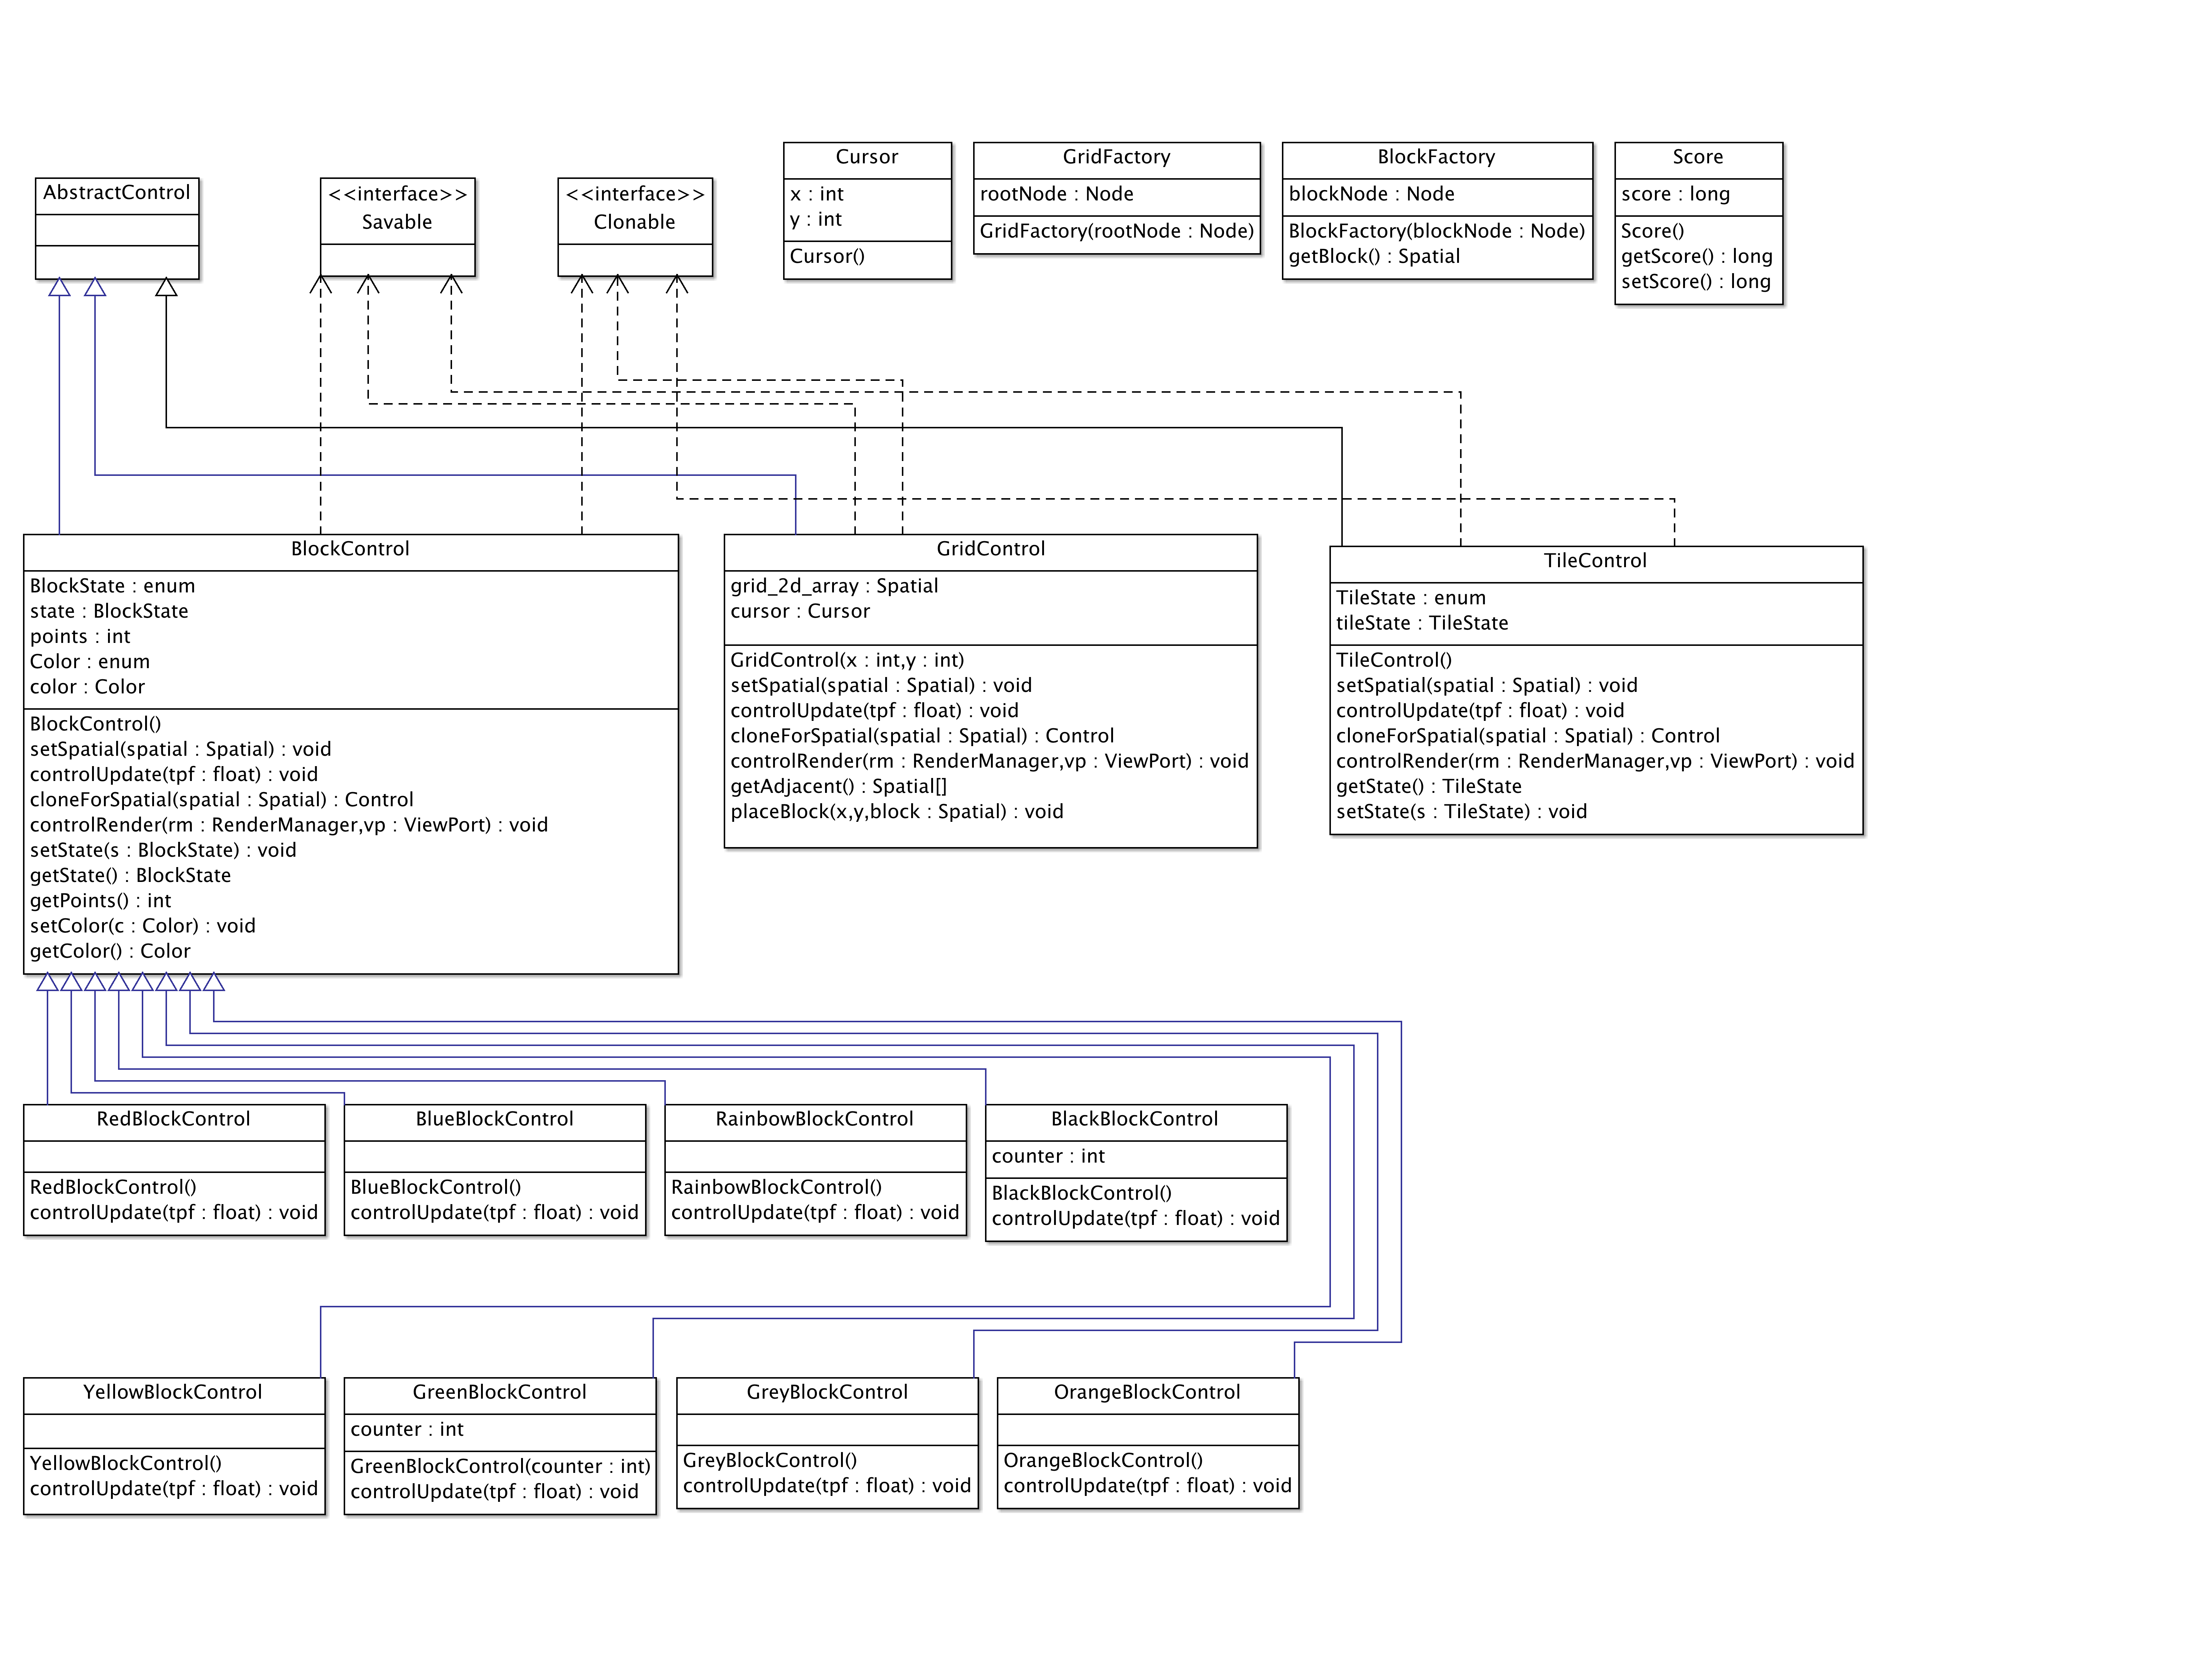 AbstractControl
<<interface>>
Savable
<<interface>>
Clonable
Cursor
x : int
y : int
Cursor()
GridFactory
rootNode : Node
GridFactory(rootNode : Node)
BlockFactory
blockNode : Node
BlockFactory(blockNode : Node)
getBlock() : Spatial
Score
score : long
Score()
getScore() : long
setScore() : long
BlockControl
BlockState : enum
state : BlockState
points : int
Color : enum
color : Color
BlockControl()
setSpatial(spatial : Spatial) : void
controlUpdate(tpf : float) : void
cloneForSpatial(spatial : Spatial) : Control
controlRender(rm : RenderManager,vp : ViewPort) : void
setState(s : BlockState) : void
getState() : BlockState
getPoints() : int
setColor(c : Color) : void
getColor() : Color
GridControl
grid_2d_array : Spatial
cursor : Cursor
GridControl(x : int,y : int)
setSpatial(spatial : Spatial) : void
controlUpdate(tpf : float) : void
cloneForSpatial(spatial : Spatial) : Control
controlRender(rm : RenderManager,vp : ViewPort) : void
getAdjacent() : Spatial[]
placeBlock(x,y,block : Spatial) : void
TileControl
TileState : enum
tileState : TileState
TileControl()
setSpatial(spatial : Spatial) : void
controlUpdate(tpf : float) : void
cloneForSpatial(spatial : Spatial) : Control
controlRender(rm : RenderManager,vp : ViewPort) : void
getState() : TileState
setState(s : TileState) : void
RedBlockControl
RedBlockControl()
controlUpdate(tpf : float) : void
BlueBlockControl
BlueBlockControl()
controlUpdate(tpf : float) : void
RainbowBlockControl
RainbowBlockControl()
controlUpdate(tpf : float) : void
BlackBlockControl
counter : int
BlackBlockControl()
controlUpdate(tpf : float) : void
YellowBlockControl
YellowBlockControl()
controlUpdate(tpf : float) : void
GreenBlockControl
counter : int
GreenBlockControl(counter : int)
controlUpdate(tpf : float) : void
GreyBlockControl
GreyBlockControl()
controlUpdate(tpf : float) : void
OrangeBlockControl
OrangeBlockControl()
controlUpdate(tpf : float) : void